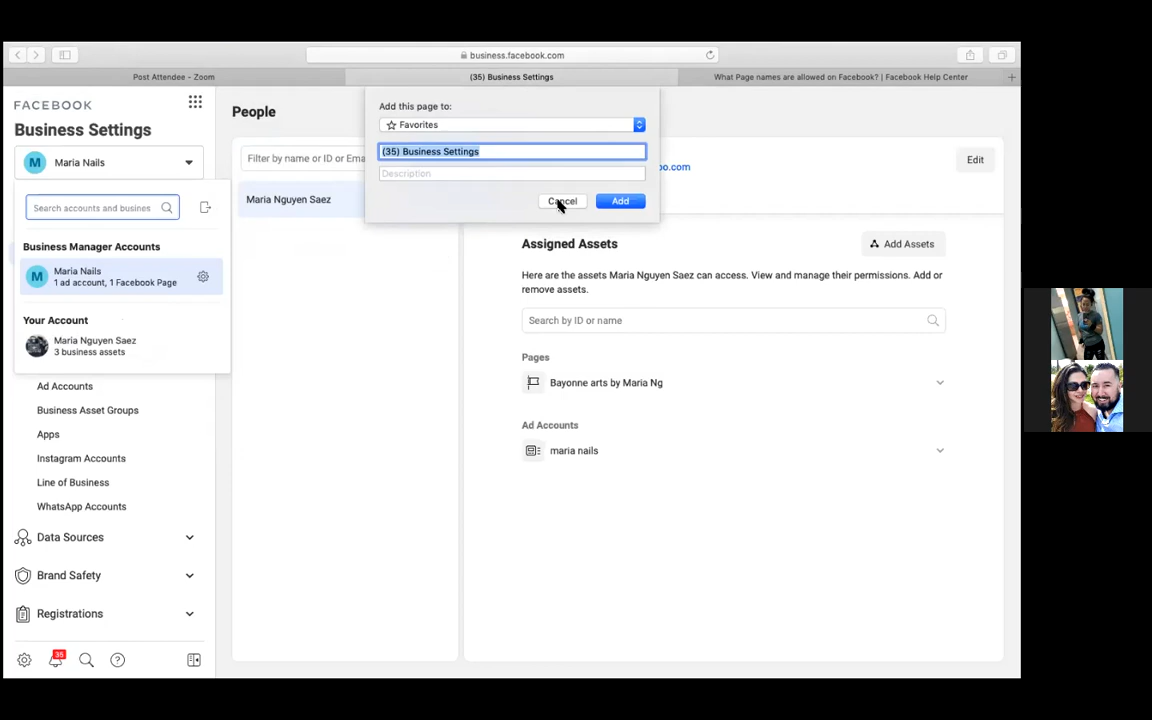 business.facebook.com
Post Attendee - Zoom
(35) Business Settings
What Page names are allowed on Facebook? | Facebook Help Center
FACEBOOK
Business Settings
M Maria Nails
Search accounts and busines
Business Manager Accounts
M Maria Nails
1 ad account, 1 Facebook Page
Your Account
Maria Nguyen Saez
3 business assets
Ad Accounts
Business Asset Groups
Apps
Instagram Accounts
Line of Business
WhatsApp Accounts
Data Sources
Brand Safety
Registrations
35
People
Filter by name or ID or Ema
Maria Nguyen Saez
Add this page to:
Favorites
(35) Business Settings
Description
Cancel
Add
oo.com
Edit
Assigned Assets
Add Assets
Here are the assets Maria Nguyen Saez can access. View and manage their permissions. Add or
remove assets.
Search by ID or name
Pages
Bayonne arts by Maria Ng
Ad Accounts
maria nails